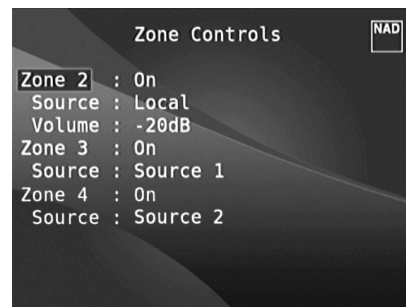 Zone Controls
NAD
Zone 2 : On
Source : Local
Volume : -20dB
Zone 3 : On
Source : Source 1
Zone 4 : On
Source : Source 2